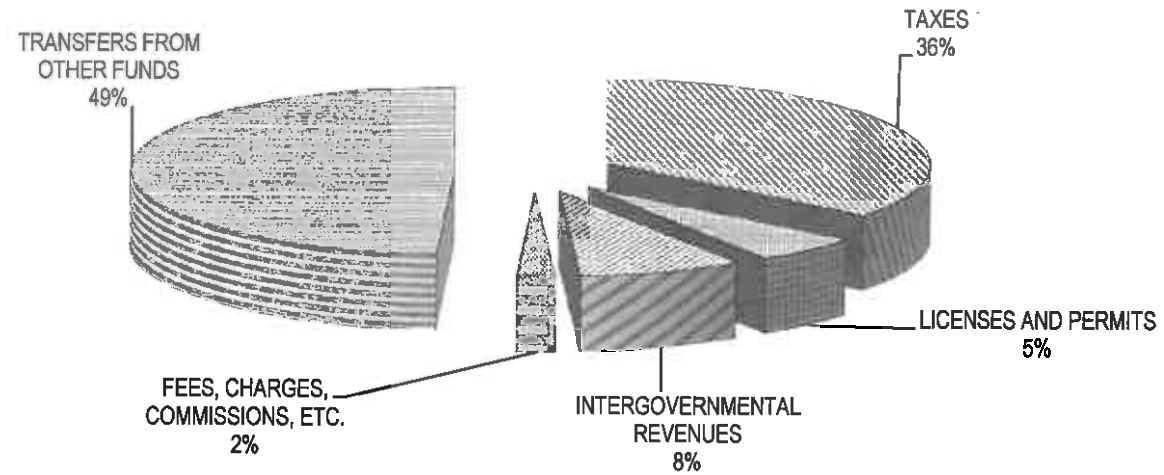 TAXES
36%
TRANSFERS FROM
OTHER FUNDS
49%
LICENSES AND PERMITS
5%
FEES, CHARGES,
COMMISSIONS, ETC.
2%
INTERGOVERNMENTAL
REVENUES
8%